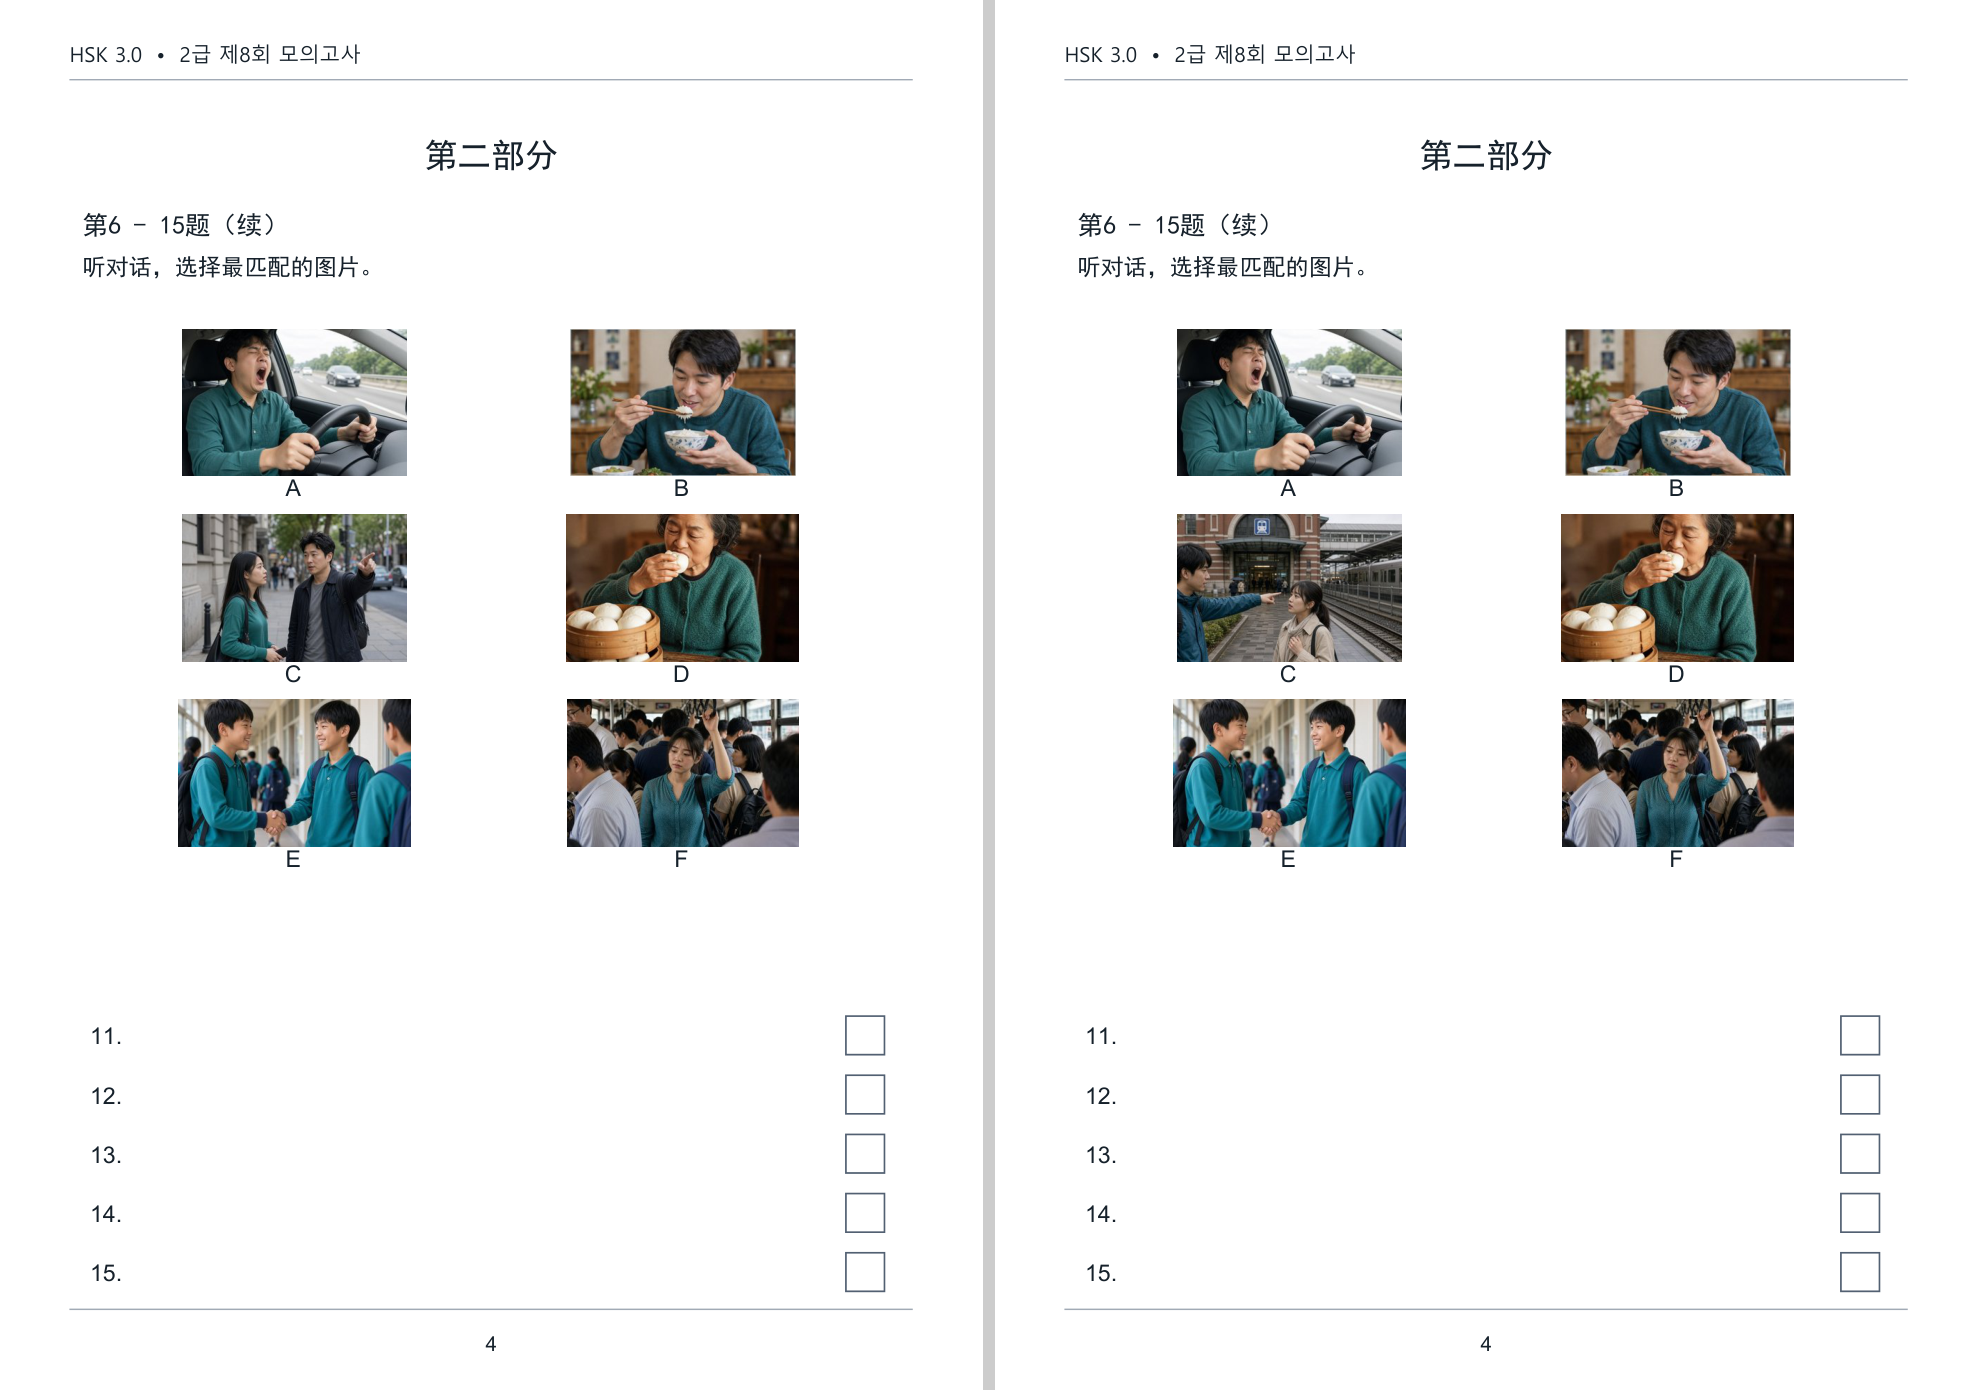 HSK 3.0 • 2급 제8회 모의고사
第二部分
第6 - 15题（续）
听对话，选择最匹配的图片。
A
B
C
D
E
F
11.
12.
13.
14.
15.
4
HSK 3.0 • 2급 제8회 모의고사
第二部分
第6 - 15题（续）
听对话，选择最匹配的图片。
A
B
C
D
E
F
11.
12.
13.
14.
15.
4